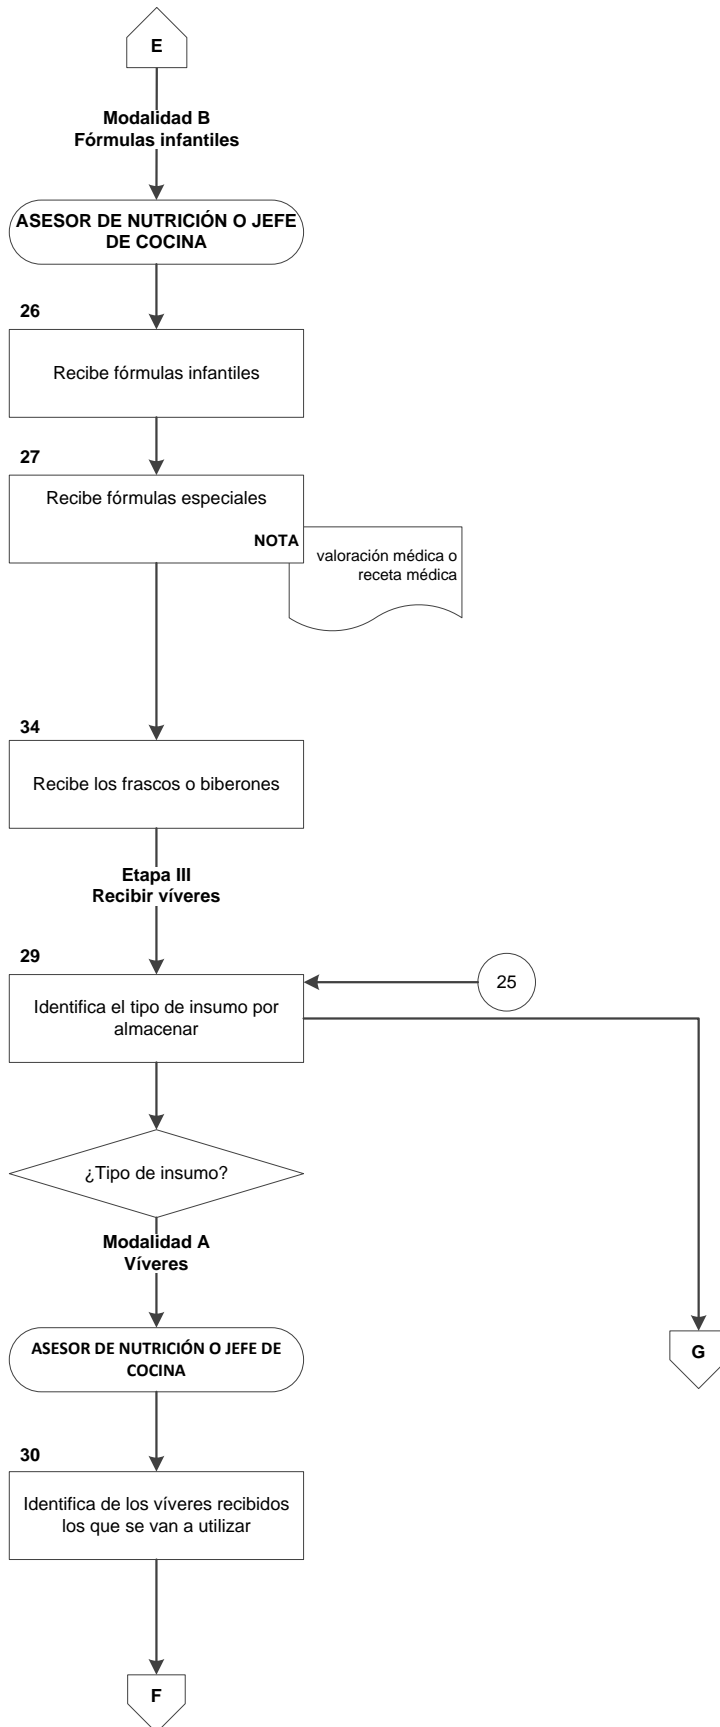 E
Modalidad B
Fórmulas infantiles
ASESOR DE NUTRICIÓN O JEFE
DE COCINA
26
Recibe fórmulas infantiles
27
Recibe fórmulas especiales
NOTA
valoración médica o
receta médica
34
Recibe los frascos o biberones
Etapa III
Recibir víveres
29
Identifica el tipo de insumo por
almacenar
25
¿Tipo de insumo?
Modalidad A
Víveres
ASESOR DE NUTRICIÓN O JEFE DE
COCINA
G
30
Identifica de los víveres recibidos
los que se van a utilizar
F